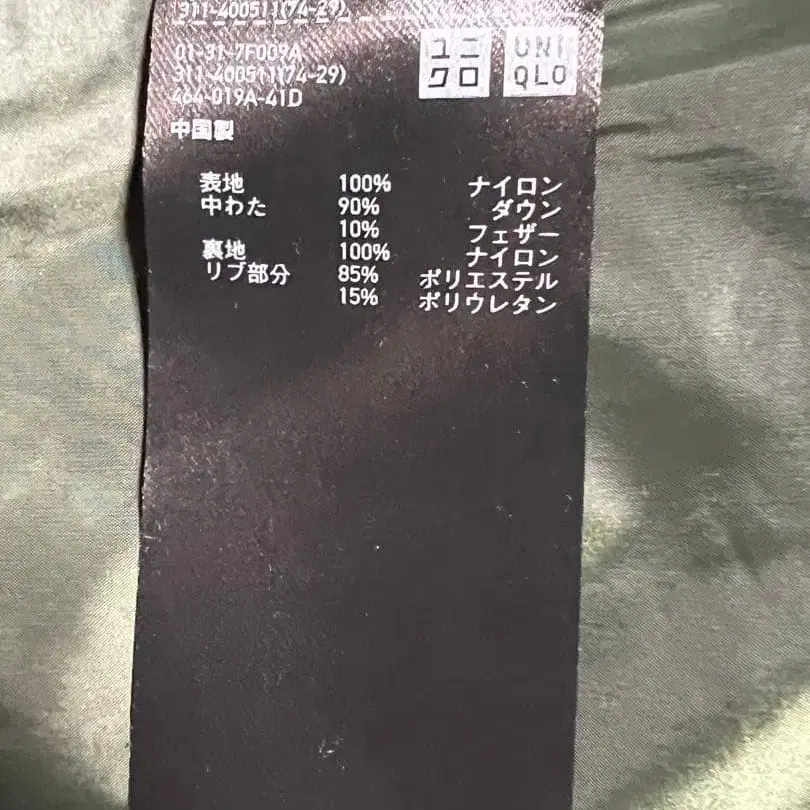 311-400511(74-29)
01-31-7F009A
311-400511(74-29)
464-019A-41D
中国製
ユニ
クロ
UNI
QLO
表地 100% ナイロン
中わた 90% ダウン
10% フェザー
裏地 100% ナイロン
リブ部分 85% ポリエステル
15% ポリウレタン